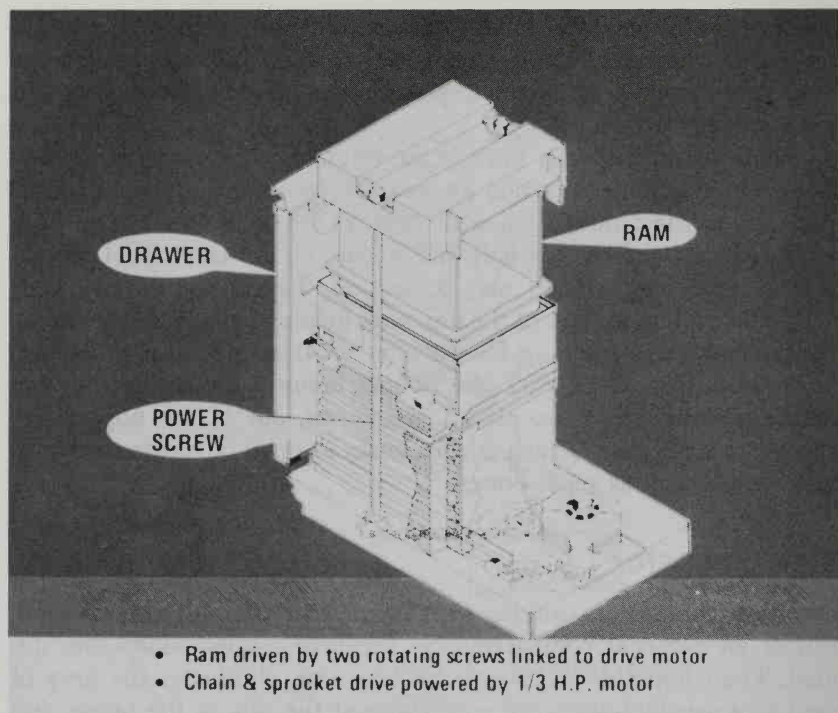 DRAWER
RAM
POWER
SCREW
• Ram driven by two rotating screws linked to drive motor
• Chain & sprocket drive powered by 1/3 H.P. motor